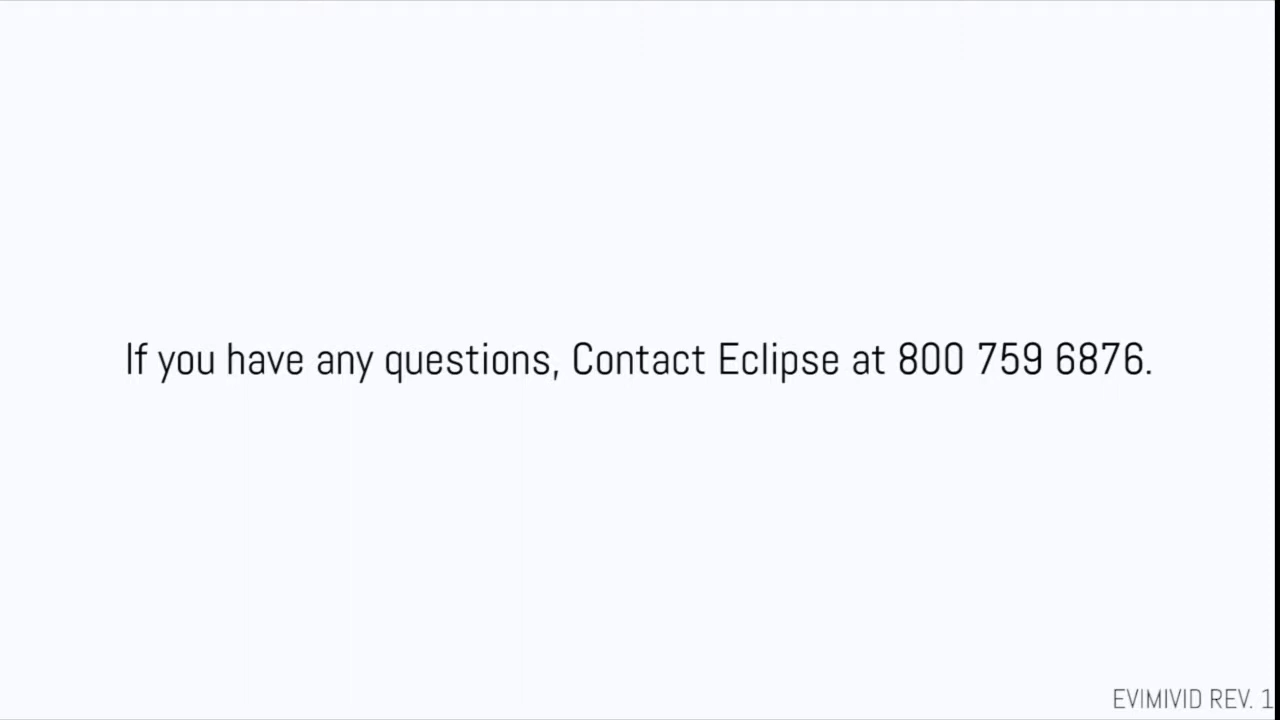 If you have any questions, Contact Eclipse at 800 759 6876.
EVIMIVID REV. 1